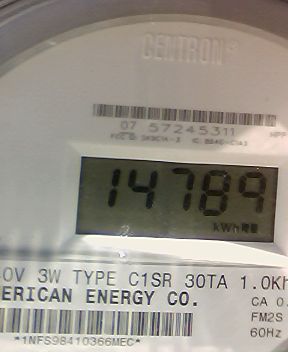 CENTRON®
07 57245311
14789
kWh
.0V 3W TYPE C1SR 30TA 1.0Kh
ERICAN ENERGY CO.
CA 0.
FM2S
60Hz
*1NFS98410366MEC*